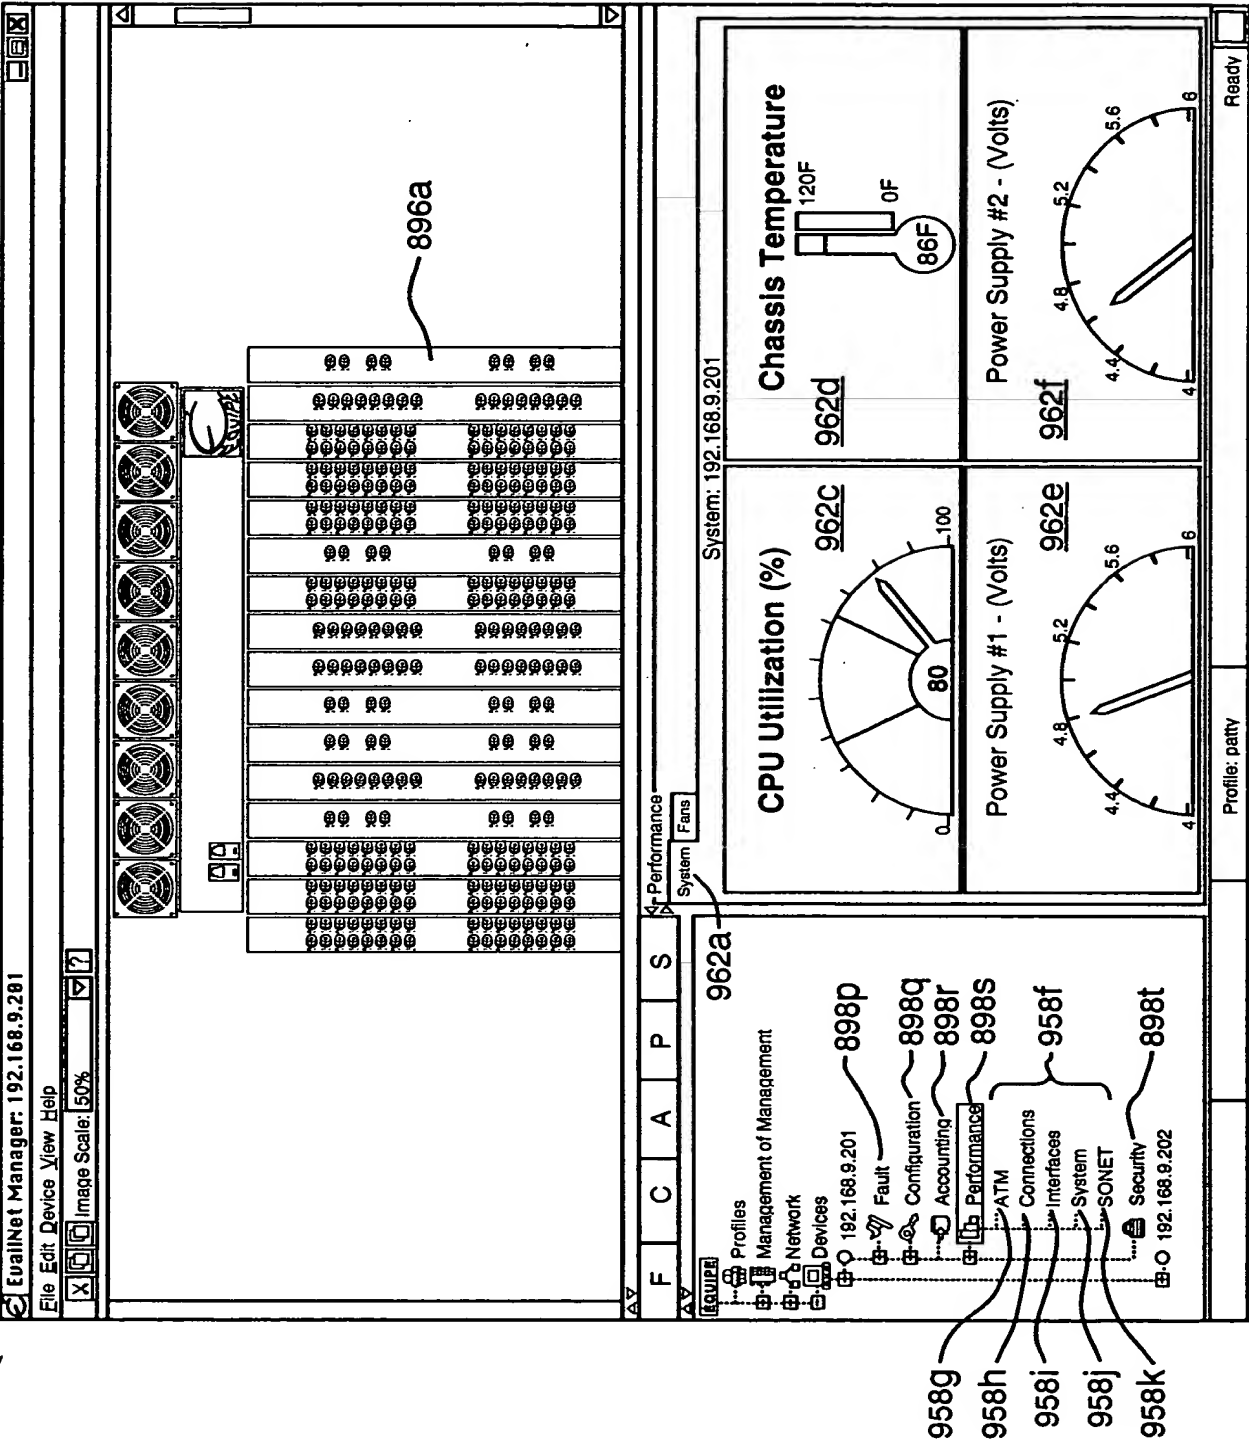 EualNet Manager: 192.168.9.201
File Edit Device View Help
X Image Scale: 50% ?
896a
F C A P S
EQUIPE
Profiles
Management of Management
Network
Devices
192.168.9.201
Fault
Configuration
Accounting
Performance
ATM
Connections
Interfaces
System
SONET
Security
192.168.9.202
898p
898q
898r
898s
958f
898t
958g
958h
958i
958j
958k
962a
Performance
System Fans
System: 192.168.9.201
CPU Utilization (%)
962c
0 100
80
Chassis Temperature
962d
120F
0F
86F
Power Supply #1 - (Volts)
962e
4 4.4 4.8 5.2 5.6 6
Power Supply #2 - (Volts)
962f
4 4.4 4.8 5.2 5.6 6
Profile: patty
Ready